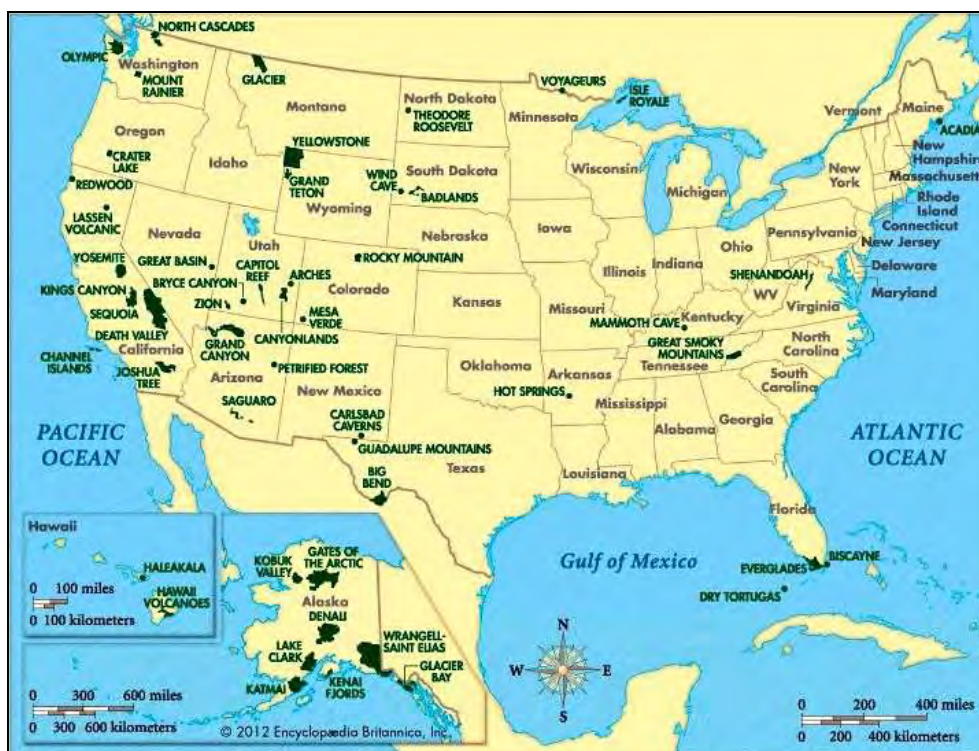 NORTH CASCADES
OLYMPIC
Washington
MOUNT
RAINIER
GLACIER
Montana
North Dakota
THEODORE
ROOSEVELT
VOYAGEURS
ISLE
ROYALE
Minnesota
Vermont
Maine
ACADIA
New
Hampshire
Massachusetts
Rhode
Island
Connecticut
New Jersey
Delaware
Maryland
Oregon
CRATER
LAKE
REDWOOD
Idaho
YELLOWSTONE
GRAND
TETON
Wyoming
South Dakota
WIND
CAVE
BADLANDS
Wisconsin
Michigan
New
York
Pennsylvania
LASSEN
VOLCANIC
Nevada
Utah
Nebraska
Iowa
Illinois
Indiana
Ohio
SHENANDOAH
WV
Virginia
YOSEMITE
GREAT BASIN
CAPITOL
REEF
BRYCE CANYON
ARCHES
ROCKY MOUNTAIN
Colorado
Kansas
Missouri
Kentucky
MAMMOTH CAVE
KINGS CANYON
SEQUOIA
ZION
DEATH VALLEY
California
MESA
VERDE
CANYONLANDS
GRAND
CANYON
GREAT SMOKY
MOUNTAINS
Tennessee
North
Carolina
South
Carolina
CHANNEL
ISLANDS
JOSHUA
TREE
Arizona
PETRIFIED FOREST
New Mexico
Oklahoma
Arkansas
HOT SPRINGS
SAGUARO
CARLSBAD
CAVERNS
GUADALUPE MOUNTAINS
BIG
BEND
Texas
Louisiana
Mississippi
Alabama
Georgia
Florida
PACIFIC
OCEAN
ATLANTIC
OCEAN
Gulf of Mexico
EVERGLADES
BISCAYNE
DRY TORTUGAS
Hawaii
HALEAKALA
HAWAII
VOLCANOES
0 100 miles
0 100 kilometers
KOBUK
VALLEY
GATES OF
THE ARCTIC
Alaska
DENALI
LAKE
CLARK
WRANGELL-
SAINT ELIAS
GLACIER
BAY
KATMAI
KENAI
FJORDS
0 300 600 miles
0 300 600 kilometers
© 2012 Encyclopædia Britannica, Inc.
N
W E
S
0 200 400 miles
0 200 400 kilometers